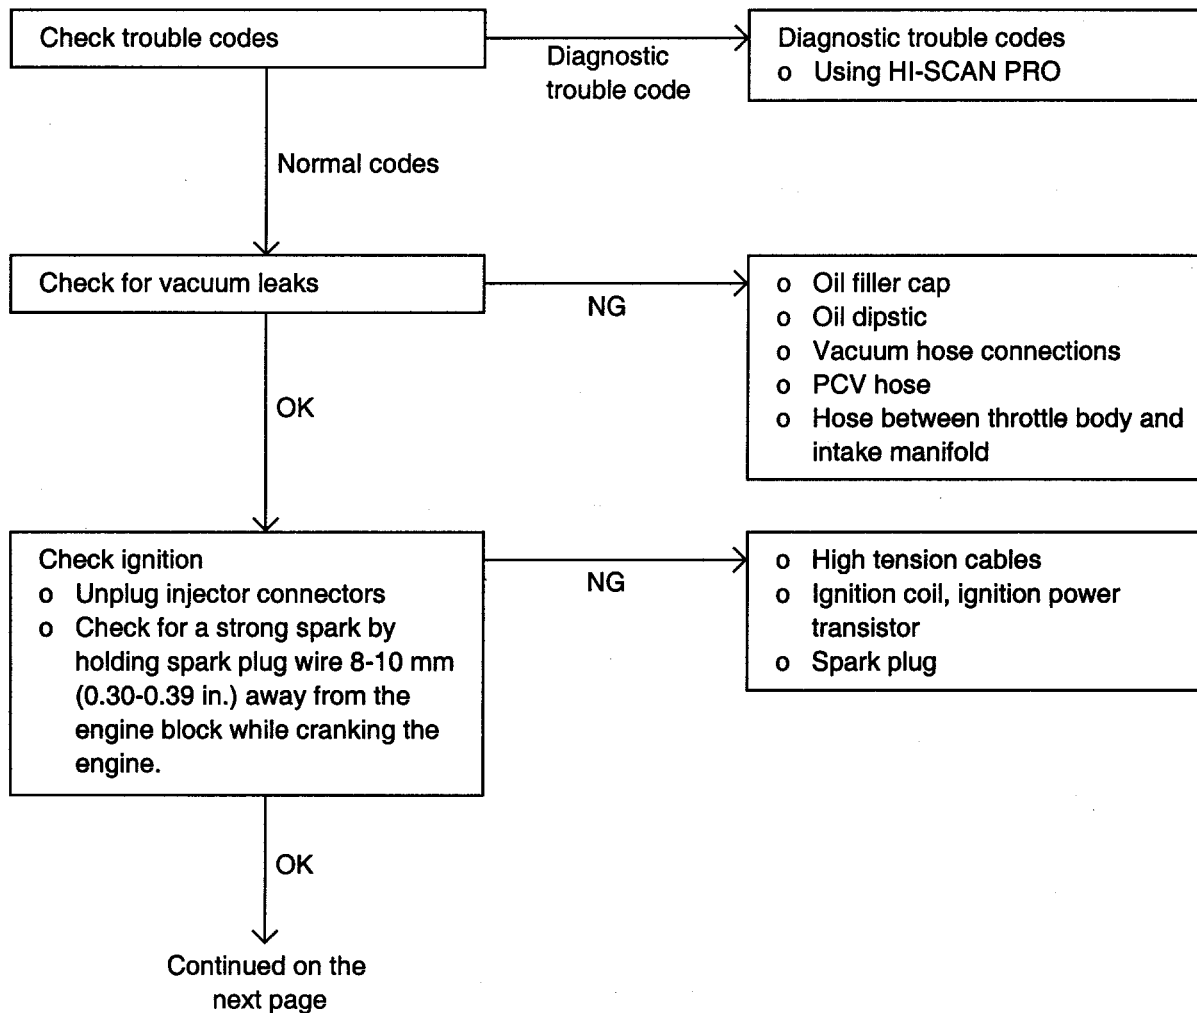 Check trouble codes
Diagnostic
trouble code
Diagnostic trouble codes
o Using HI-SCAN PRO
Normal codes
Check for vacuum leaks
NG
o Oil filler cap
o Oil dipstic
o Vacuum hose connections
o PCV hose
o Hose between throttle body and
intake manifold
OK
Check ignition
o Unplug injector connectors
o Check for a strong spark by
holding spark plug wire 8-10 mm
(0.30-0.39 in.) away from the
engine block while cranking the
engine.
NG
o High tension cables
o Ignition coil, ignition power
transistor
o Spark plug
OK
Continued on the
next page